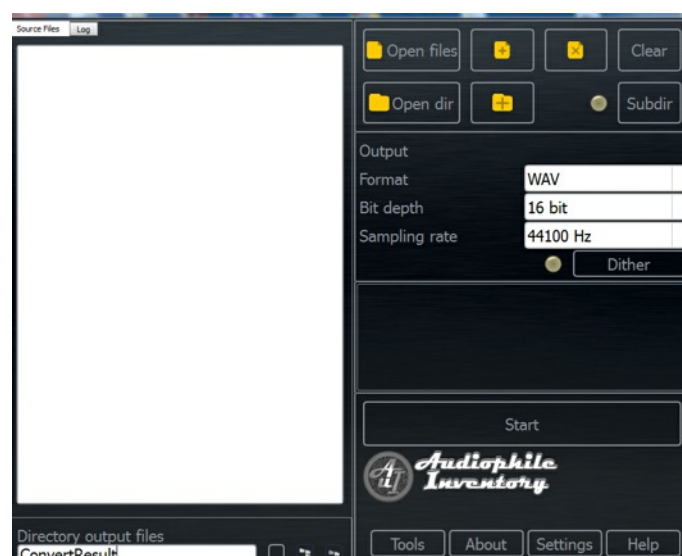 Source Files Log
Open files Clear
Open dir Subdir
Output
Format WAV
Bit depth 16 bit
Sampling rate 44100 Hz
Dither
Start
AuI Audiophile
Inventory
Directory output files
ConvertResult
Tools About Settings Help